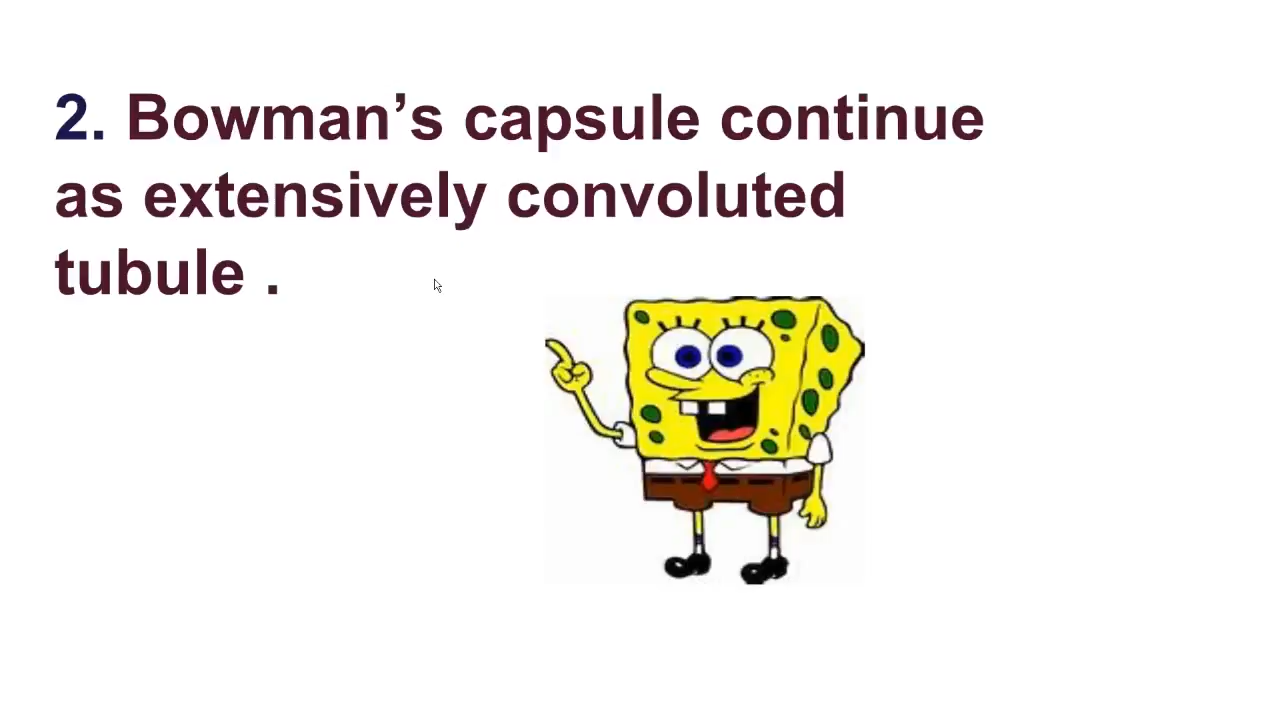 2. Bowman’s capsule continue
as extensively convoluted
tubule .